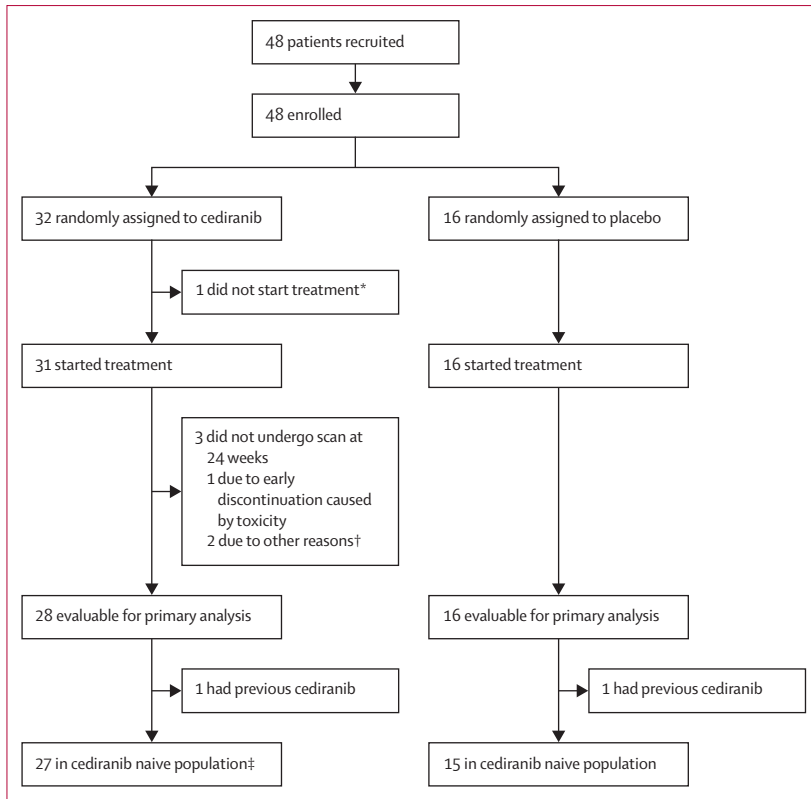 48 patients recruited
48 enrolled
32 randomly assigned to cediranib
16 randomly assigned to placebo
1 did not start treatment*
31 started treatment
16 started treatment
3 did not undergo scan at
24 weeks
1 due to early
discontinuation caused
by toxicity
2 due to other reasons†
28 evaluable for primary analysis
16 evaluable for primary analysis
1 had previous cediranib
1 had previous cediranib
27 in cediranib naive population‡
15 in cediranib naive population